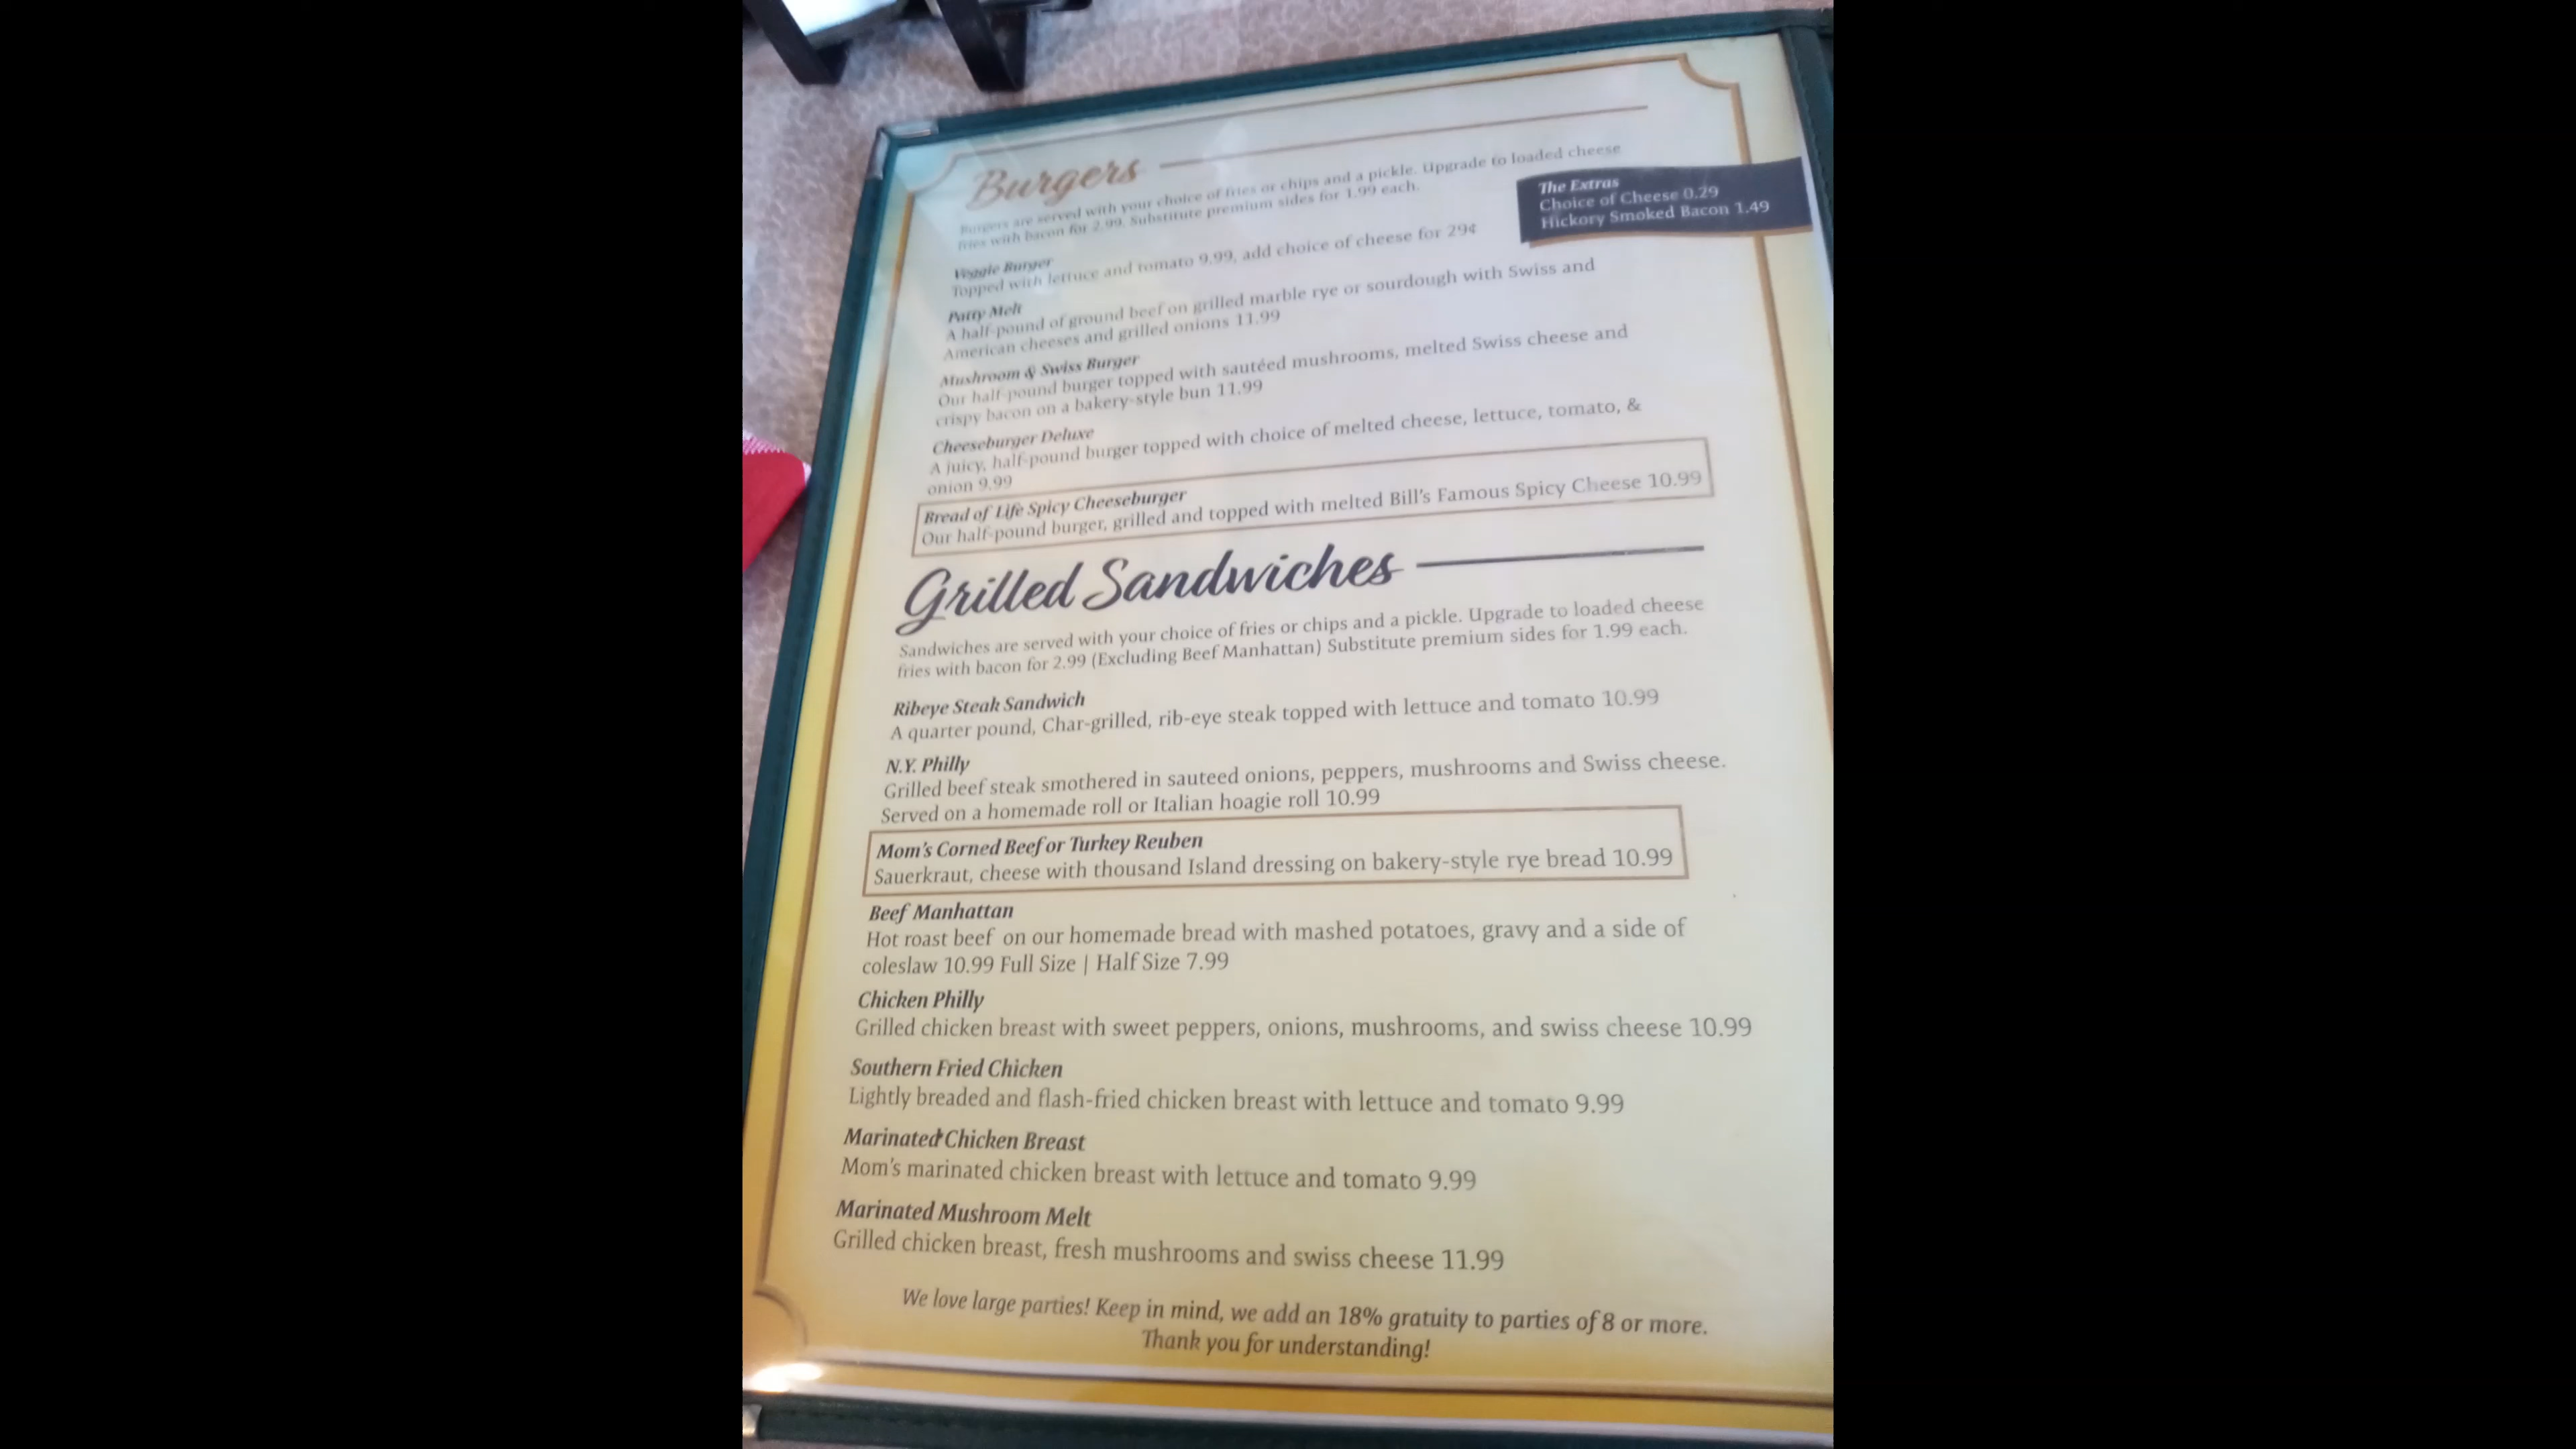 Burgers
Burgers are served with your choice of fries or chips and a pickle. Upgrade to loaded cheese
fries with bacon for 2.99. Substitute premium sides for 1.99 each.
The Extras
Choice of Cheese 0.29
Hickory Smoked Bacon 1.49
Veggie Burger
Topped with lettuce and tomato 9.99, add choice of cheese for 29¢
Patty Melt
A half-pound of ground beef on grilled marble rye or sourdough with Swiss and
American cheeses and grilled onions 11.99
Mushroom & Swiss Burger
Our half-pound burger topped with sautéed mushrooms, melted Swiss cheese and
crispy bacon on a bakery-style bun 11.99
Cheeseburger Deluxe
A juicy, half-pound burger topped with choice of melted cheese, lettuce, tomato, &
onion 9.99
Bread of Life Spicy Cheeseburger
Our half-pound burger, grilled and topped with melted Bill's Famous Spicy Cheese 10.99
Grilled Sandwiches
Sandwiches are served with your choice of fries or chips and a pickle. Upgrade to loaded cheese
fries with bacon for 2.99 (Excluding Beef Manhattan) Substitute premium sides for 1.99 each.
Ribeye Steak Sandwich
A quarter pound, Char-grilled, rib-eye steak topped with lettuce and tomato 10.99
N.Y. Philly
Grilled beef steak smothered in sauteed onions, peppers, mushrooms and Swiss cheese.
Served on a homemade roll or Italian hoagie roll 10.99
Mom's Corned Beef or Turkey Reuben
Sauerkraut, cheese with thousand Island dressing on bakery-style rye bread 10.99
Beef Manhattan
Hot roast beef on our homemade bread with mashed potatoes, gravy and a side of
coleslaw 10.99 Full Size | Half Size 7.99
Chicken Philly
Grilled chicken breast with sweet peppers, onions, mushrooms, and swiss cheese 10.99
Southern Fried Chicken
Lightly breaded and flash-fried chicken breast with lettuce and tomato 9.99
Marinated Chicken Breast
Mom's marinated chicken breast with lettuce and tomato 9.99
Marinated Mushroom Melt
Grilled chicken breast, fresh mushrooms and swiss cheese 11.99
We love large parties! Keep in mind, we add an 18% gratuity to parties of 8 or more.
Thank you for understanding!